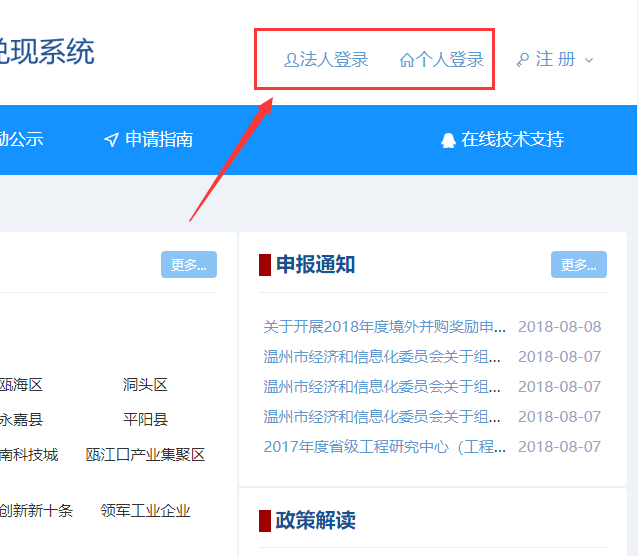 兑现系统
法人登录 个人登录 注 册
励公示 申请指南 在线技术支持
更多...
瓯海区 洞头区
永嘉县 平阳县
南科技城 瓯江口产业集聚区
创新新十条 领军工业企业
申报通知 更多...
关于开展2018年度境外并购奖励申... 2018-08-08
温州市经济和信息化委员会关于组... 2018-08-07
温州市经济和信息化委员会关于组... 2018-08-07
温州市经济和信息化委员会关于组... 2018-08-07
2017年度省级工程研究中心（工程... 2018-08-07
政策解读